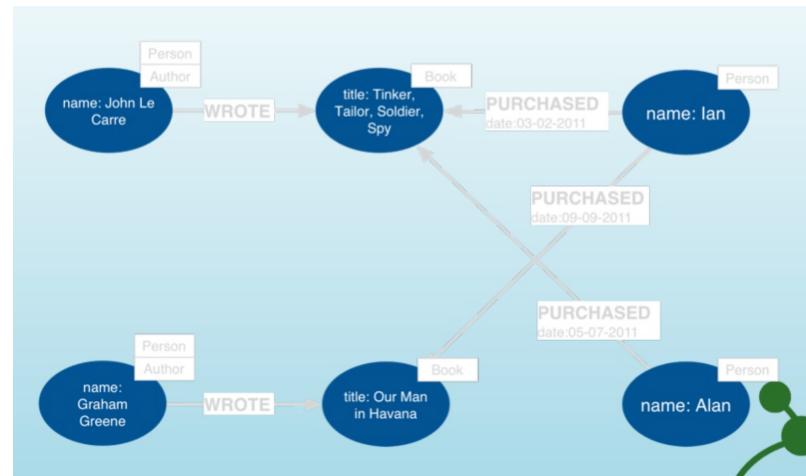 Person
Author
name: John Le
Carre
WROTE
Book
title: Tinker,
Tailor, Soldier,
Spy
PURCHASED
date:03-02-2011
Person
name: Ian
PURCHASED
date:09-09-2011
PURCHASED
date:05-07-2011
Person
Author
name:
Graham
Greene
WROTE
Book
title: Our Man
in Havana
Person
name: Alan